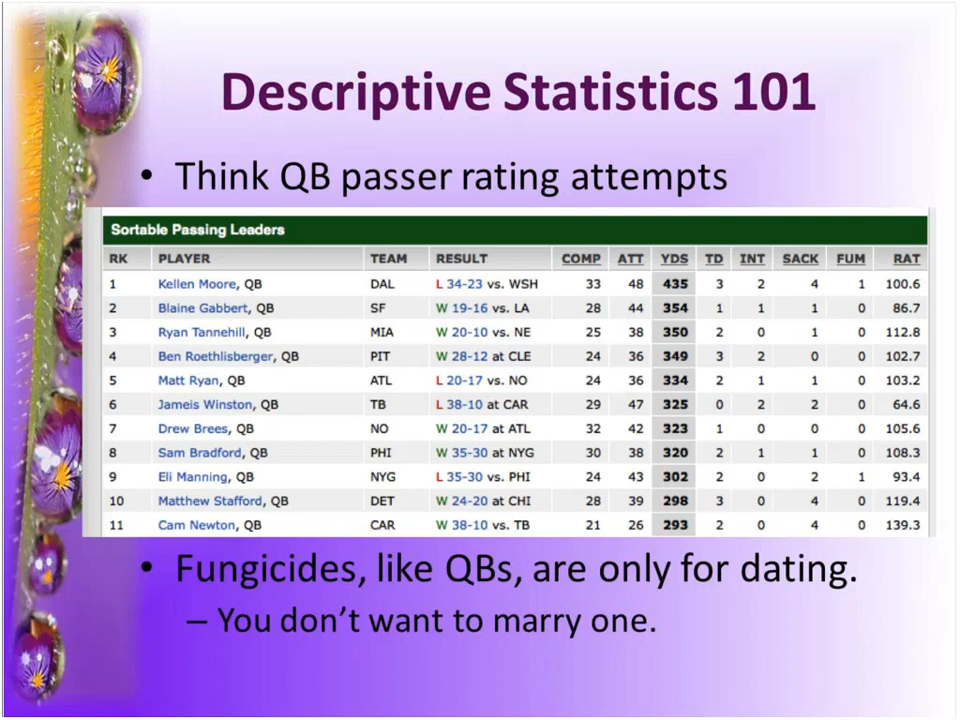 Descriptive Statistics 101
• Think QB passer rating attempts
Sortable Passing Leaders
RK PLAYER TEAM RESULT COMP ATT YDS TD INT SACK FUM RAT
1 Kellen Moore, QB DAL L 34-23 vs. WSH 33 48 435 3 2 4 1 100.6
2 Blaine Gabbert, QB SF W 19-16 vs. LA 28 44 354 1 1 1 0 86.7
3 Ryan Tannehill, QB MIA W 20-10 vs. NE 25 38 350 2 0 1 0 112.8
4 Ben Roethlisberger, QB PIT W 28-12 at CLE 24 36 349 3 2 0 0 102.7
5 Matt Ryan, QB ATL L 20-17 vs. NO 24 36 334 2 1 1 0 103.2
6 Jameis Winston, QB TB L 38-10 at CAR 29 47 325 0 2 2 0 64.6
7 Drew Brees, QB NO W 20-17 at ATL 32 42 323 1 0 0 0 105.6
8 Sam Bradford, QB PHI W 35-30 at NYG 30 38 320 2 1 1 0 108.3
9 Eli Manning, QB NYG L 35-30 vs. PHI 24 43 302 2 0 2 1 93.4
10 Matthew Stafford, QB DET W 24-20 at CHI 28 39 298 3 0 4 0 119.4
11 Cam Newton, QB CAR W 38-10 vs. TB 21 26 293 2 0 4 0 139.3
• Fungicides, like QBs, are only for dating.
– You don’t want to marry one.